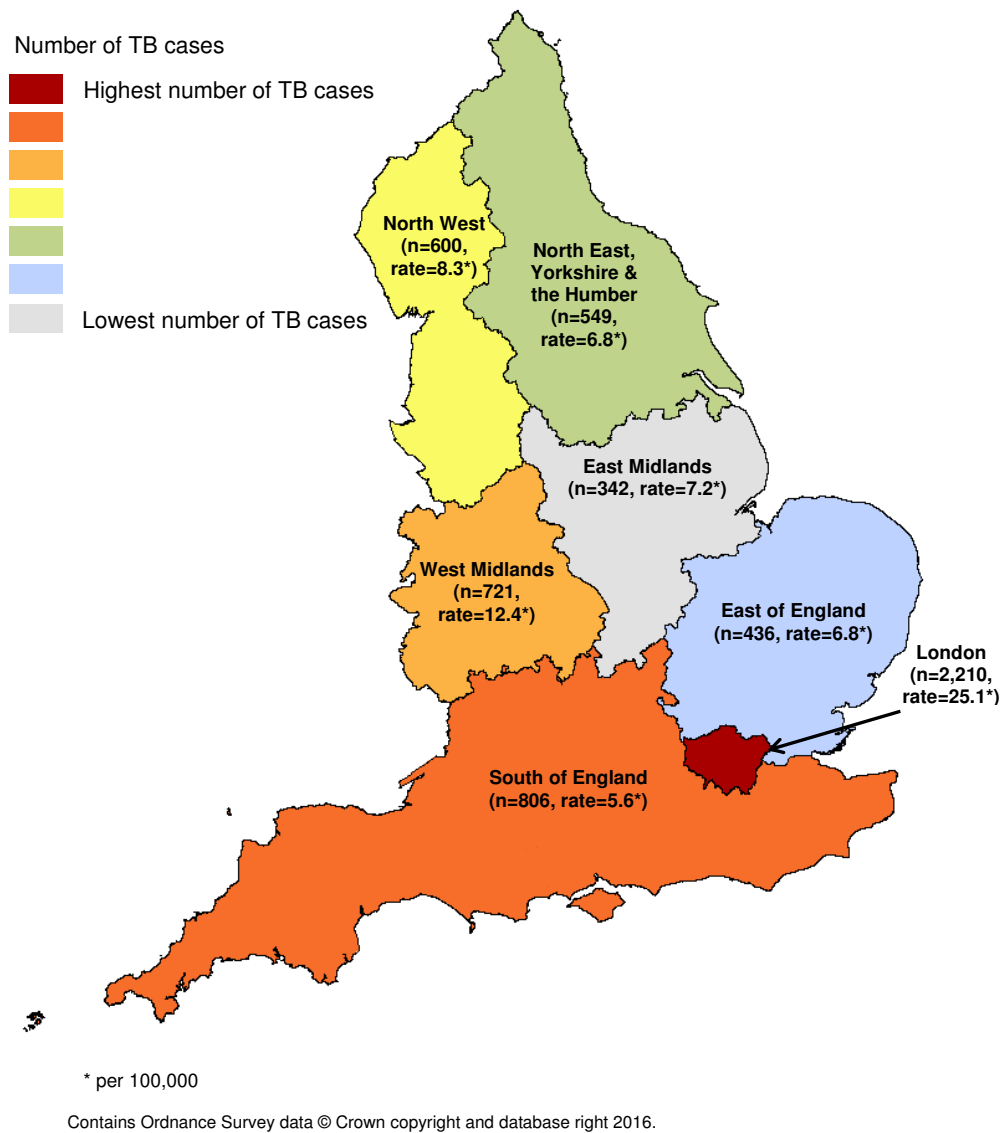 Number of TB cases
Highest number of TB cases
Lowest number of TB cases
North West
(n=600,
rate=8.3*)
North East,
Yorkshire &
the Humber
(n=549,
rate=6.8*)
East Midlands
(n=342, rate=7.2*)
West Midlands
(n=721,
rate=12.4*)
East of England
(n=436, rate=6.8*)
London
(n=2,210,
rate=25.1*)
South of England
(n=806, rate=5.6*)
* per 100,000
Contains Ordnance Survey data © Crown copyright and database right 2016.